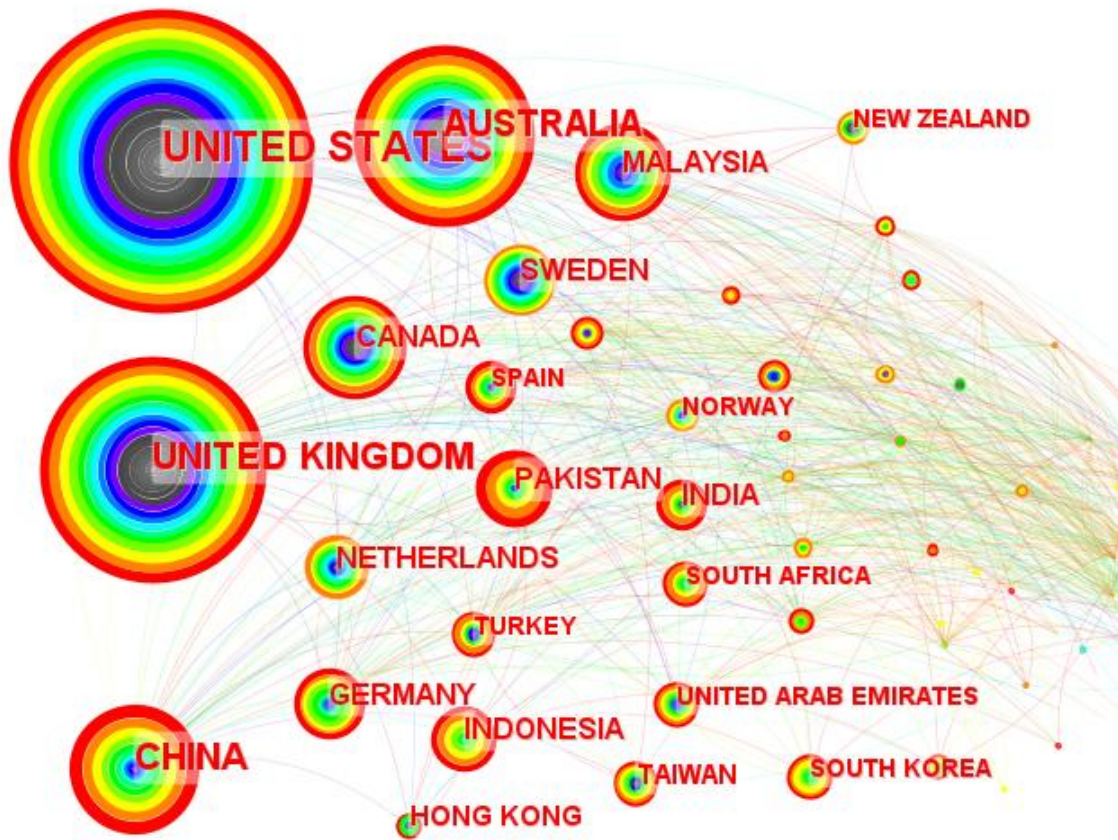 UNITED STATES
AUSTRALIA
MALAYSIA
NEW ZEALAND
SWEDEN
CANADA
SPAIN
NORWAY
UNITED KINGDOM
PAKISTAN
INDIA
NETHERLANDS
SOUTH AFRICA
TURKEY
GERMANY
UNITED ARAB EMIRATES
INDONESIA
CHINA
TAIWAN
SOUTH KOREA
HONG KONG